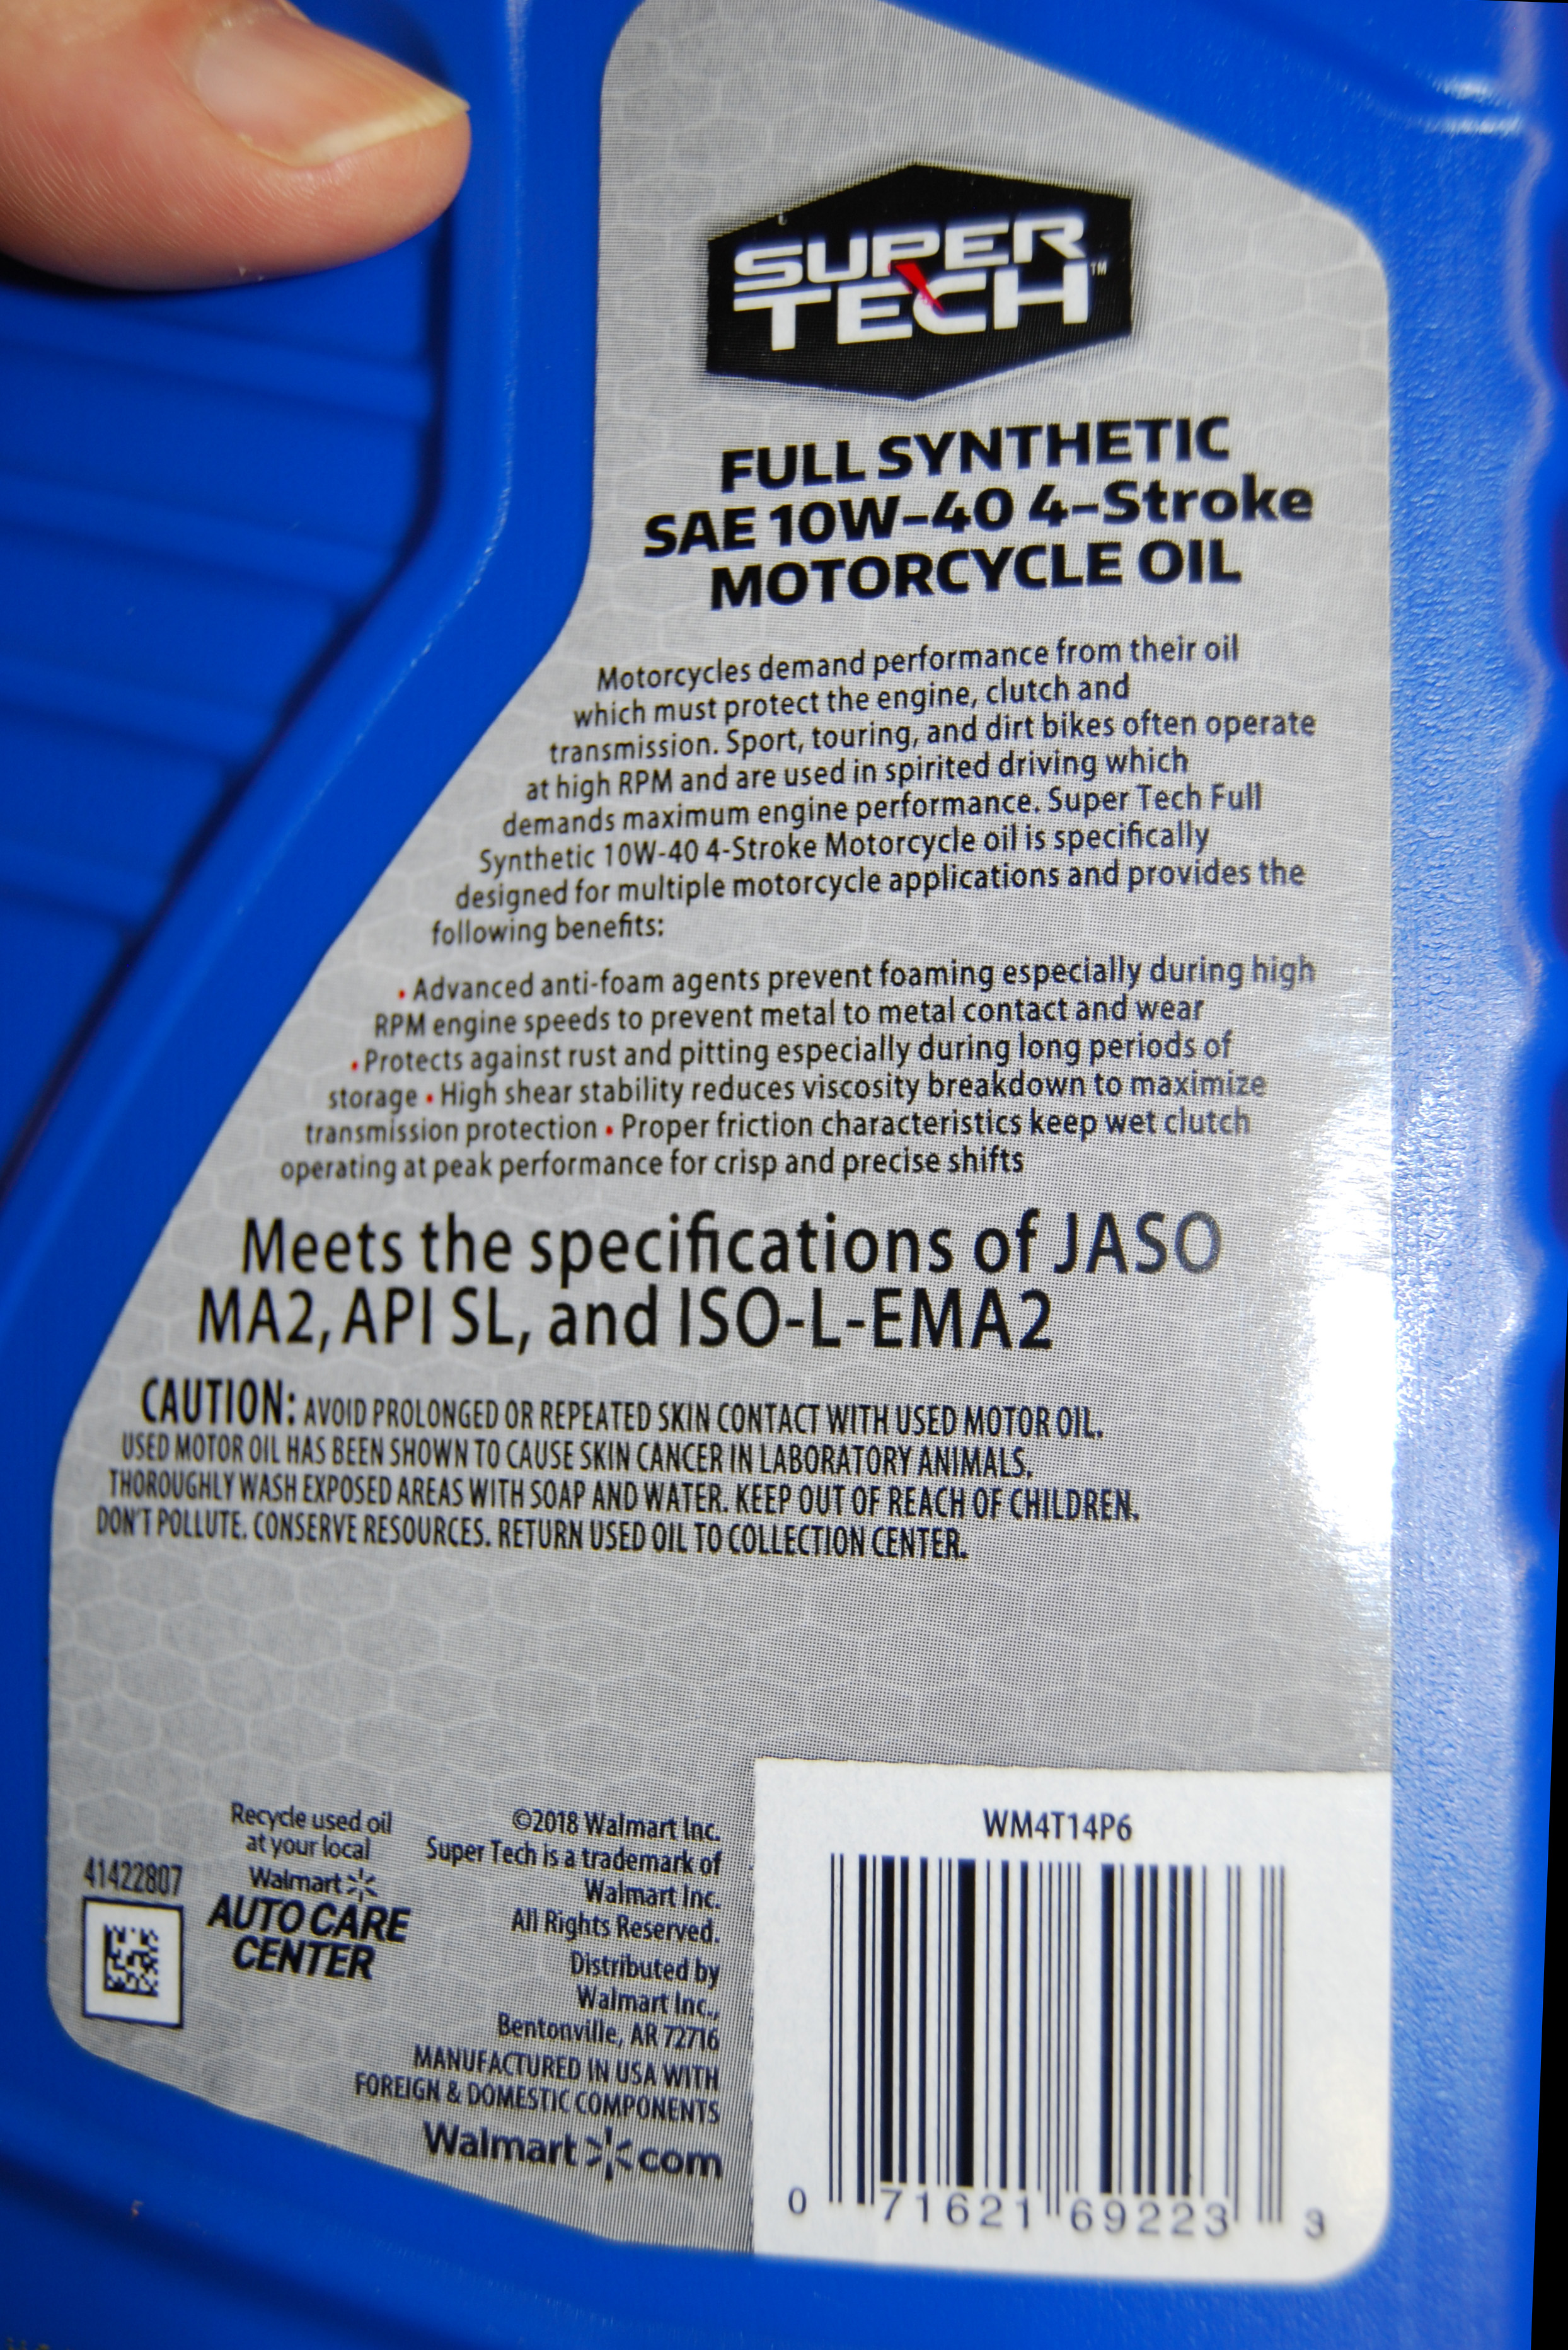 SUPER
TECH™
FULL SYNTHETIC
SAE 10W-40 4-Stroke
MOTORCYCLE OIL
Motorcycles demand performance from their oil
which must protect the engine, clutch and
transmission. Sport, touring, and dirt bikes often operate
at high RPM and are used in spirited driving which
demands maximum engine performance. Super Tech Full
Synthetic 10W-40 4-Stroke Motorcycle oil is specifically
designed for multiple motorcycle applications and provides the
following benefits:
• Advanced anti-foam agents prevent foaming especially during high
RPM engine speeds to prevent metal to metal contact and wear
• Protects against rust and pitting especially during long periods of
storage • High shear stability reduces viscosity breakdown to maximize
transmission protection • Proper friction characteristics keep wet clutch
operating at peak performance for crisp and precise shifts
Meets the specifications of JASO
MA2, API SL, and ISO-L-EMA2
CAUTION: AVOID PROLONGED OR REPEATED SKIN CONTACT WITH USED MOTOR OIL.
USED MOTOR OIL HAS BEEN SHOWN TO CAUSE SKIN CANCER IN LABORATORY ANIMALS.
THOROUGHLY WASH EXPOSED AREAS WITH SOAP AND WATER. KEEP OUT OF REACH OF CHILDREN.
DON'T POLLUTE. CONSERVE RESOURCES. RETURN USED OIL TO COLLECTION CENTER.
41422807
Recycle used oil
at your local
Walmart
AUTO CARE
CENTER
©2018 Walmart Inc.
Super Tech is a trademark of
Walmart Inc.
All Rights Reserved.
Distributed by
Walmart Inc.,
Bentonville, AR 72716
MANUFACTURED IN USA WITH
FOREIGN & DOMESTIC COMPONENTS
Walmart com
WM4T14P6
0 71621 69223 3